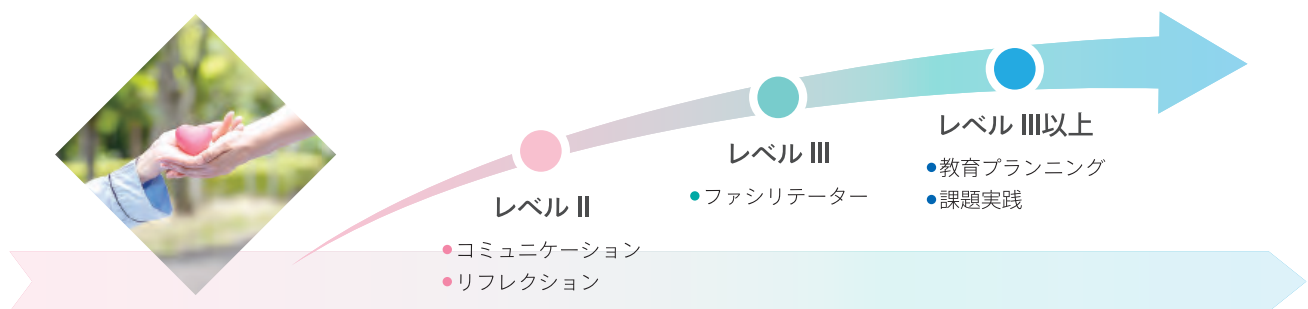 レベル II
●コミュニケーション
●リフレクション
レベル III
●ファシリテーター
レベル III以上
●教育プランニング
●課題実践